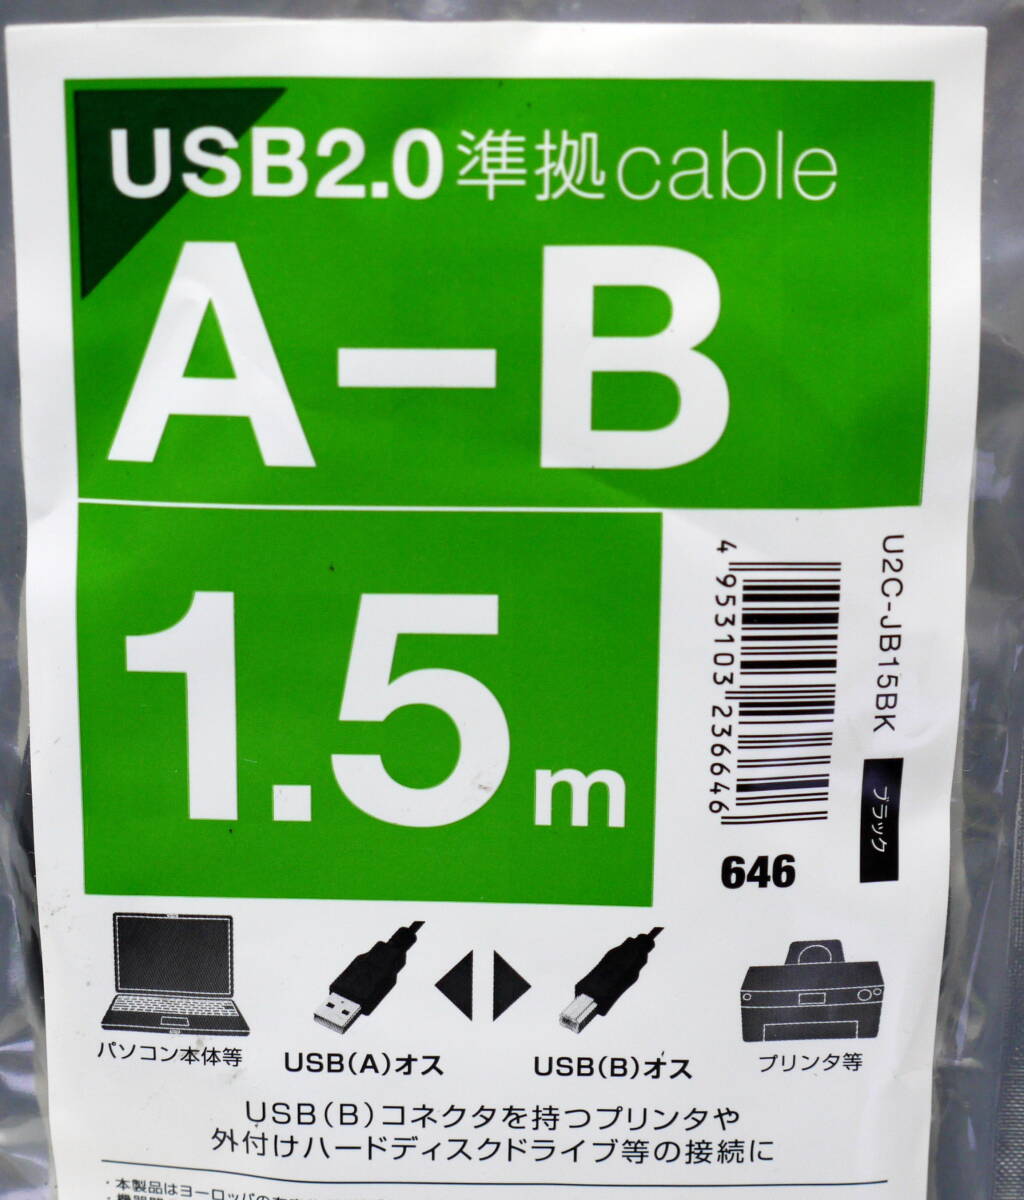 USB2.0準拠cable
A-B
1.5m
U2C-JB15BK
ブラック
4 953103 236646
646
パソコン本体等
USB(A)オス
USB(B)オス
プリンタ等
USB(B)コネクタを持つプリンタや
外付けハードディスクドライブ等の接続に
・本製品はヨーロッパの